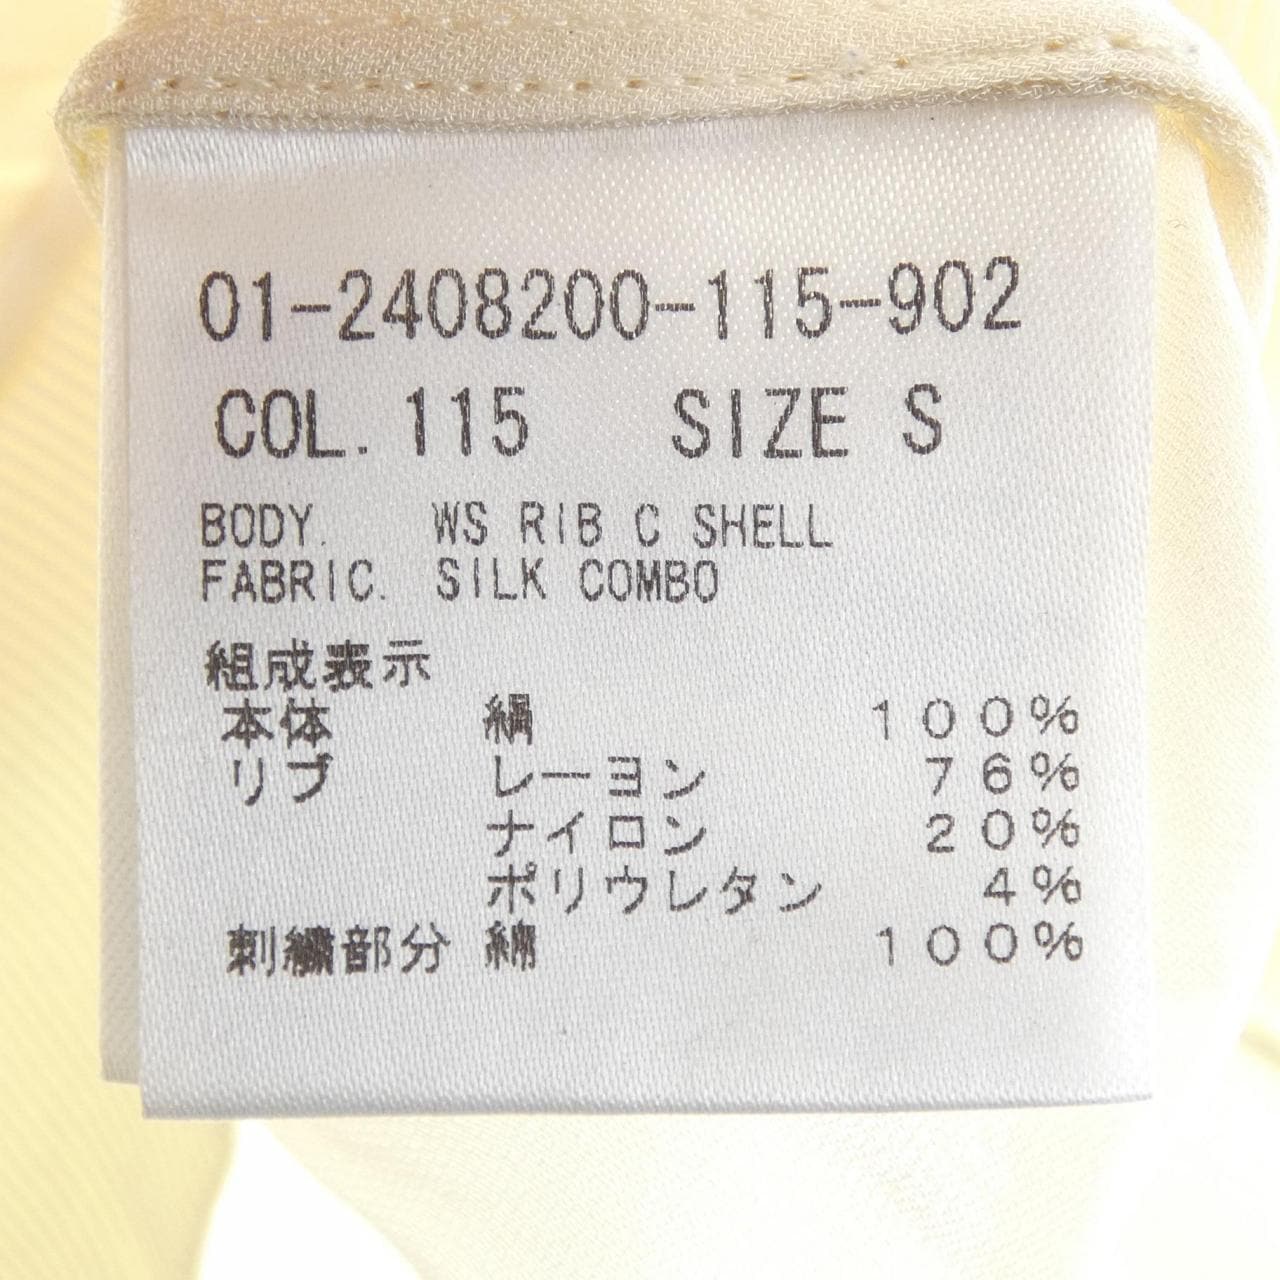 01-2408200-115-902
COL. 115 SIZE S
BODY. WS RIB C SHELL
FABRIC. SILK COMBO
組成表示
本体 絹 100%
リブ レーヨン 76%
ナイロン 20%
ポリウレタン 4%
刺繍部分 綿 100%